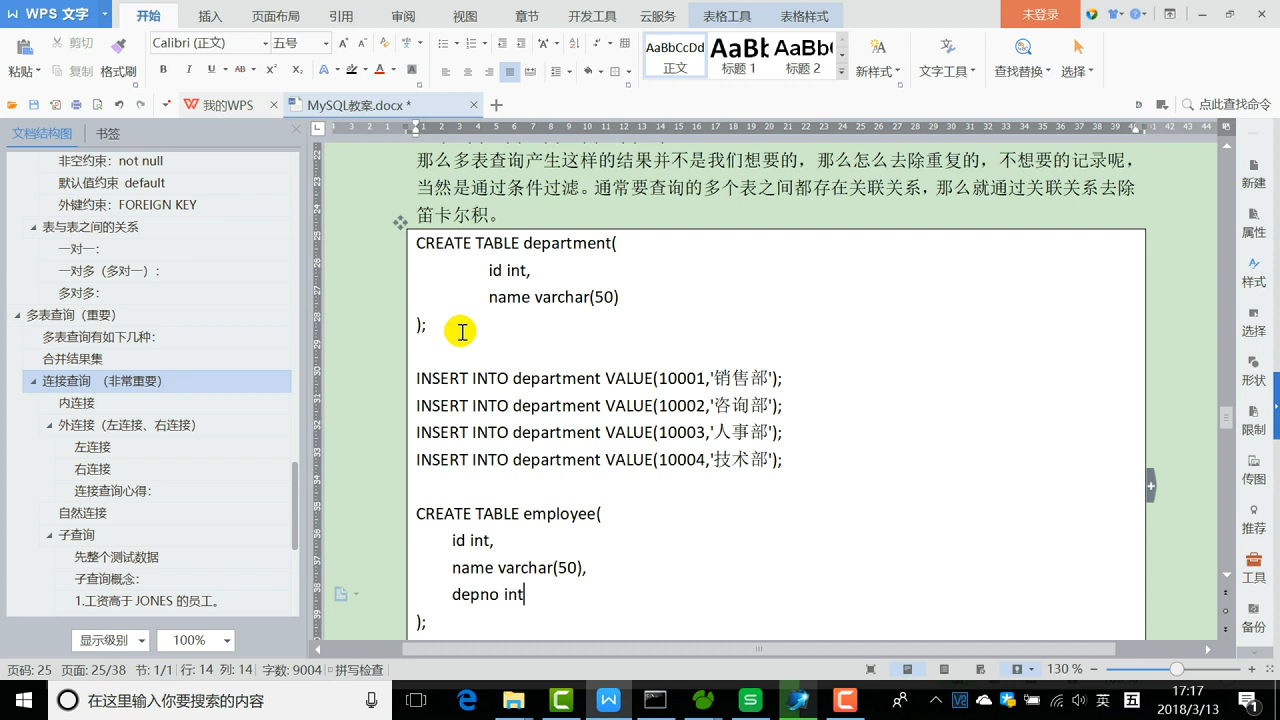 WPS 文字
开始
插入
页面布局
引用
审阅
视图
章节
开发工具
云服务
表格工具
表格样式
未登录
粘贴
剪切
复制
格式刷
Calibri (正文)
五号
AaBbCcDd
正文
AaBb
标题 1
AaBb(
标题 2
新样式
文字工具
查找替换
选择
我的WPS
MySQL教案.docx *
点此查找命令
文档结构图
书签
非空约束：not null
默认值约束 default
外键约束：FOREIGN KEY
表与表之间的关系
一对一：
一对多（多对一）：
多对多：
多表查询（重要）
多表查询有如下几种：
合并结果集
连接查询 （非常重要）
内连接
外连接（左连接、右连接）
左连接
右连接
连接查询心得：
自然连接
子查询
先整个测试数据
子查询概念：
1.工资高于 JONES 的员工。
显示级别
100%
那么多表查询产生这样的结果并不是我们想要的，那么怎么去除重复的，不想要的记录呢，
当然是通过条件过滤。通常要查询的多个表之间都存在关联关系，那么就通过关联关系去除
笛卡尔积。
CREATE TABLE department(
id int,
name varchar(50)
);
INSERT INTO department VALUE(10001,'销售部');
INSERT INTO department VALUE(10002,'咨询部');
INSERT INTO department VALUE(10003,'人事部');
INSERT INTO department VALUE(10004,'技术部');
CREATE TABLE employee(
id int,
name varchar(50),
depno int
);
新建
属性
样式
选择
形状
限制
传图
推荐
工具
备份
页码: 25 页面: 25/38 节: 1/1 行: 14 列: 14 字数: 9004 拼写检查
130 %
在这里输入你要搜索的内容
英
五
17:17
2018/3/13